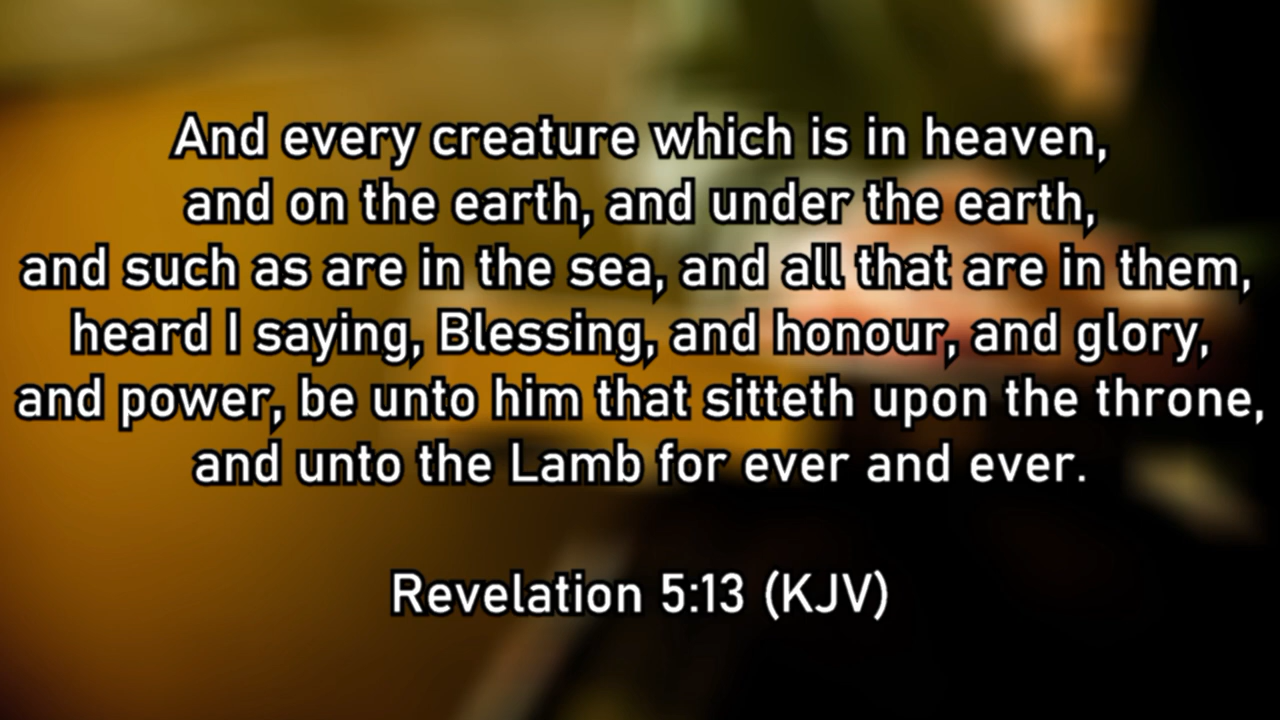 And every creature which is in heaven,
and on the earth, and under the earth,
and such as are in the sea, and all that are in them,
heard I saying, Blessing, and honour, and glory,
and power, be unto him that sitteth upon the throne,
and unto the Lamb for ever and ever.
Revelation 5:13 (KJV)